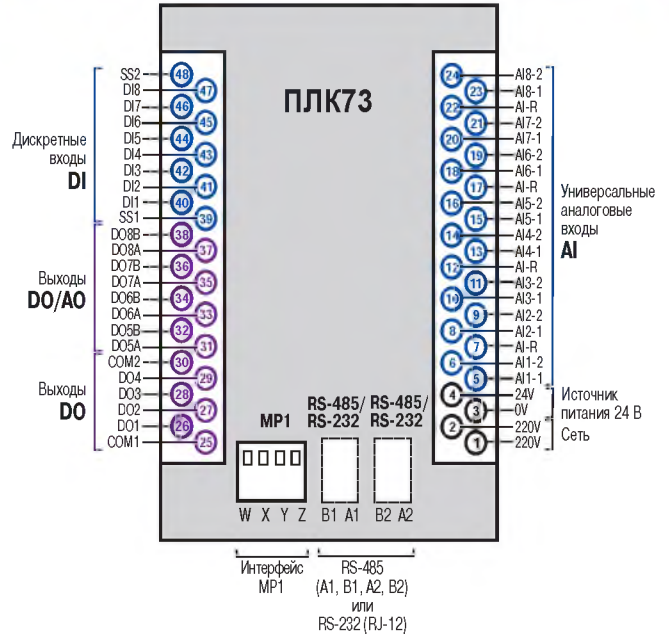 ПЛК73
SS2 48
DI8 47
DI7 46
DI6 45
DI5 44
DI4 43
DI3 42
DI2 41
DI1 40
SS1 39
Дискретные
входы
DI
DO8B 38
DO8A 37
DO7B 36
DO7A 35
DO6B 34
DO6A 33
DO5B 32
DO5A 31
Выходы
DO/AO
COM2 30
DO4 29
DO3 28
DO2 27
DO1 26
COM1 25
Выходы
DO
24 AI8-2
23 AI8-1
22 AI-R
21 AI7-2
20 AI7-1
19 AI6-2
18 AI6-1
17 AI-R
16 AI5-2
15 AI5-1
14 AI4-2
13 AI4-1
12 AI-R
11 AI3-2
10 AI3-1
9 AI2-2
8 AI2-1
7 AI-R
6 AI1-2
5 AI1-1
Универсальные
аналоговые
входы
AI
4 24V
3 0V
Источник
питания 24 В
2 220V
1 220V
Сеть
MP1
RS-485/
RS-232
RS-485/
RS-232
W X Y Z
B1 A1
B2 A2
Интерфейс
MP1
RS-485
(A1, B1, A2, B2)
или
RS-232 (RJ-12)